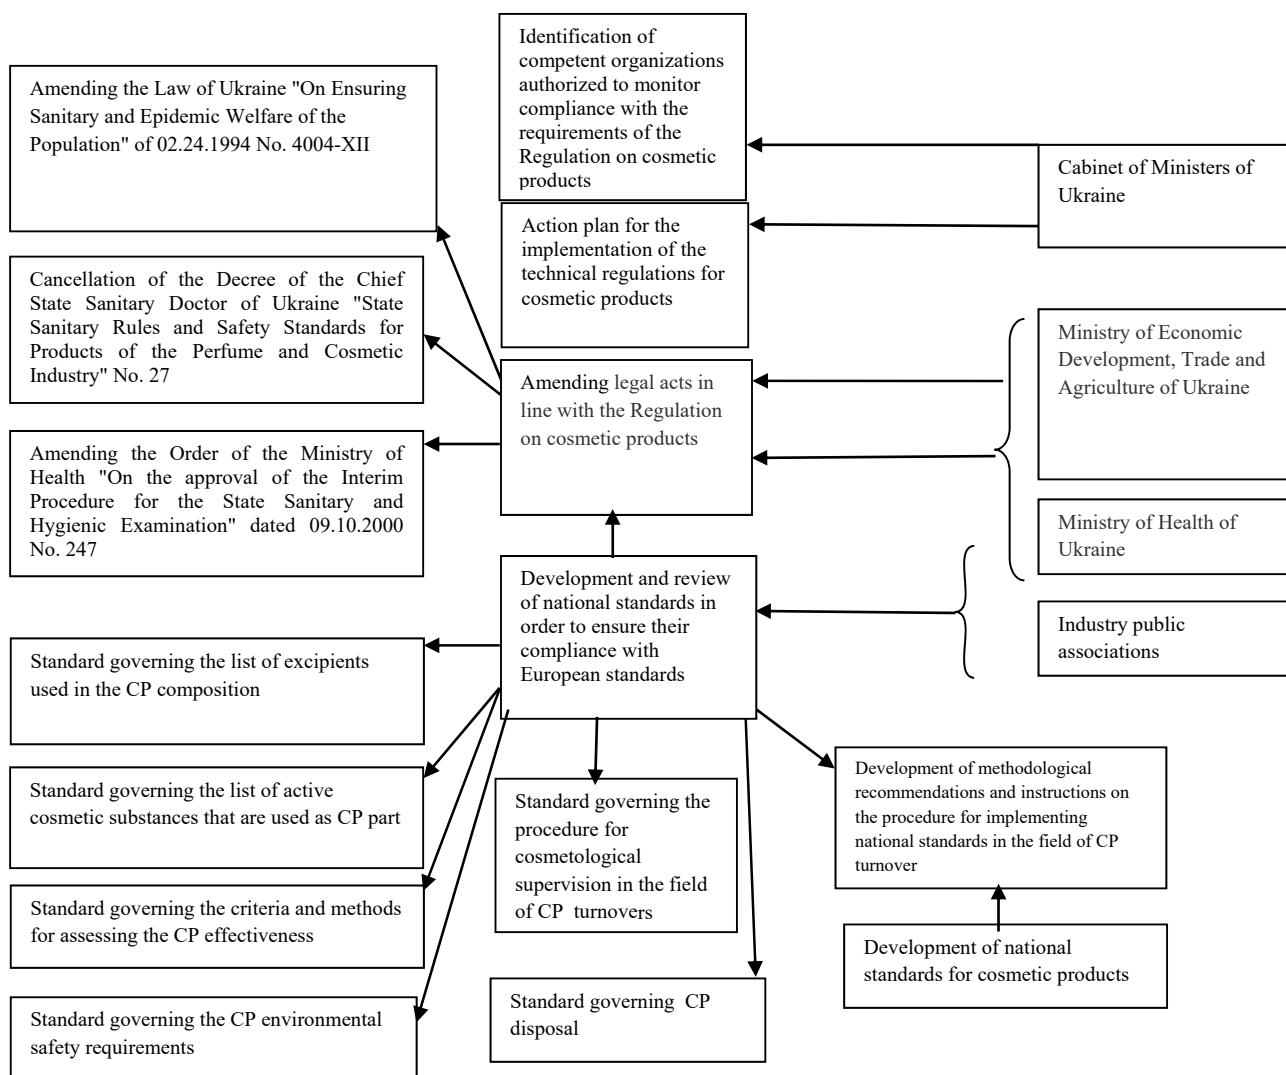 Identification of
competent organizations
authorized to monitor
compliance with the
requirements of the
Regulation on cosmetic
products
Amending the Law of Ukraine "On Ensuring
Sanitary and Epidemic Welfare of the
Population" of 02.24.1994 No. 4004-XII
Cabinet of Ministers of
Ukraine
Action plan for the
implementation of the
technical regulations for
cosmetic products
Cancellation of the Decree of the Chief
State Sanitary Doctor of Ukraine "State
Sanitary Rules and Safety Standards for
Products of the Perfume and Cosmetic
Industry" No. 27
Ministry of Economic
Development, Trade and
Agriculture of Ukraine
Amending legal acts in
line with the Regulation
on cosmetic products
Amending the Order of the Ministry of
Health "On the approval of the Interim
Procedure for the State Sanitary and
Hygienic Examination" dated 09.10.2000
No. 247
Ministry of Health of
Ukraine
Development and review
of national standards in
order to ensure their
compliance with
European standards
Industry public
associations
Standard governing the list of excipients
used in the CP composition
Standard governing the list of active
cosmetic substances that are used as CP part
Standard governing the procedure for
cosmetological
supervision in the field
of CP turnovers
Development of methodological
recommendations and instructions on
the procedure for implementing
national standards in the field of CP
turnover
Standard governing the criteria and methods
for assessing the CP effectiveness
Development of national
standards for cosmetic products
Standard governing the CP environmental
safety requirements
Standard governing CP
disposal